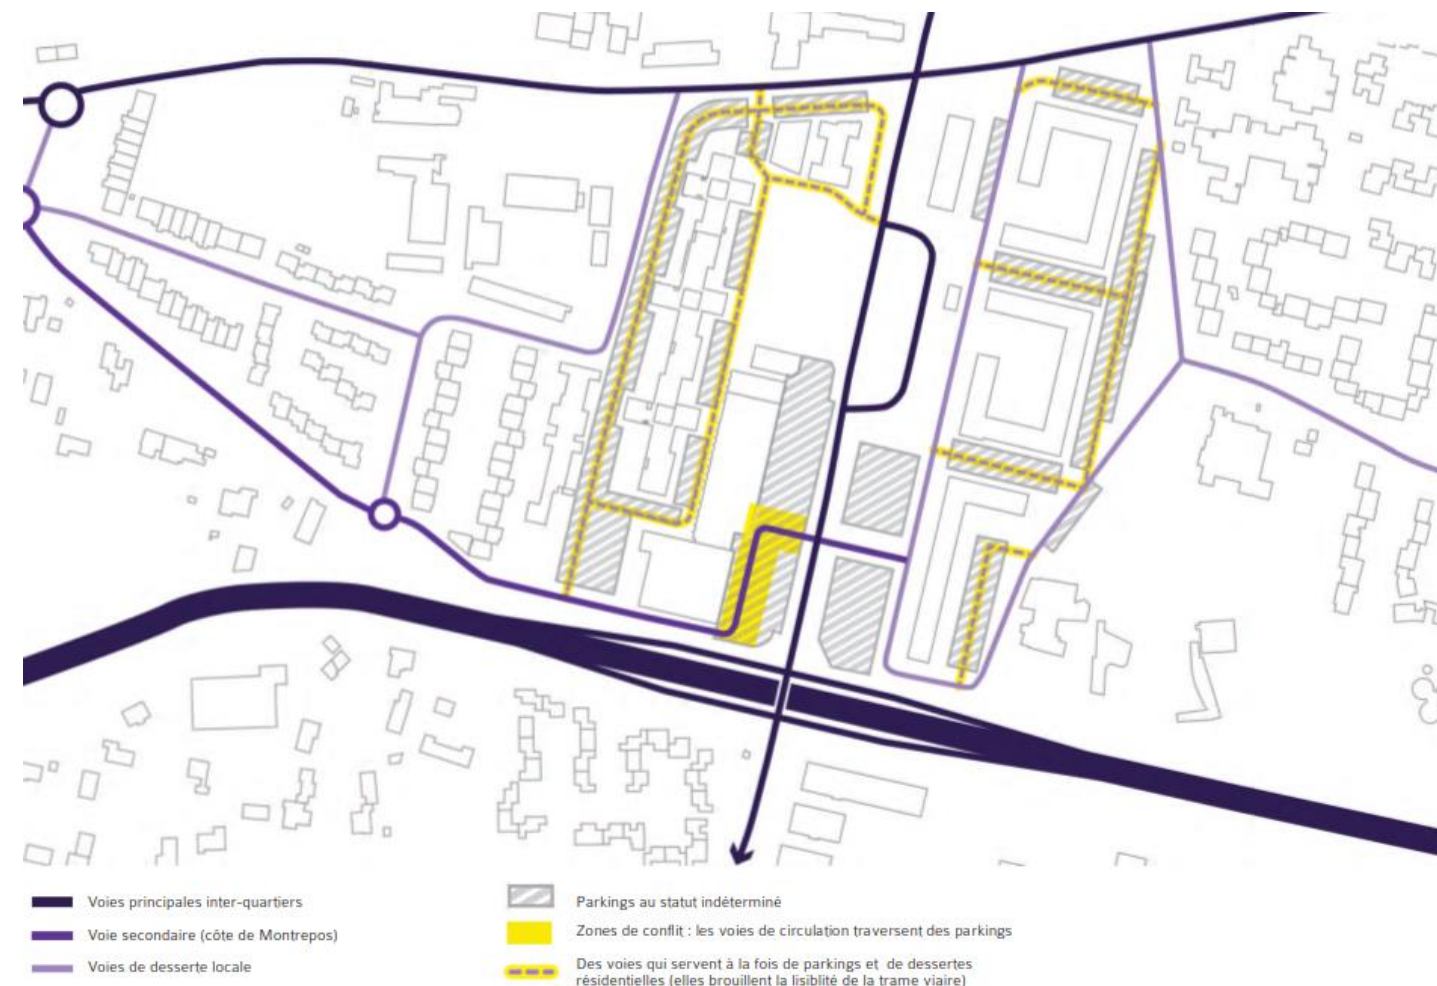 Voies principales inter-quartiers
Voie secondaire (côte de Montrepos)
Voies de desserte locale
Parkings au statut indéterminé
Zones de conflit : les voies de circulation traversent des parkings
Des voies qui servent à la fois de parkings et de dessertes
résidentielles (elles brouillent la lisiblité de la trame viaire)